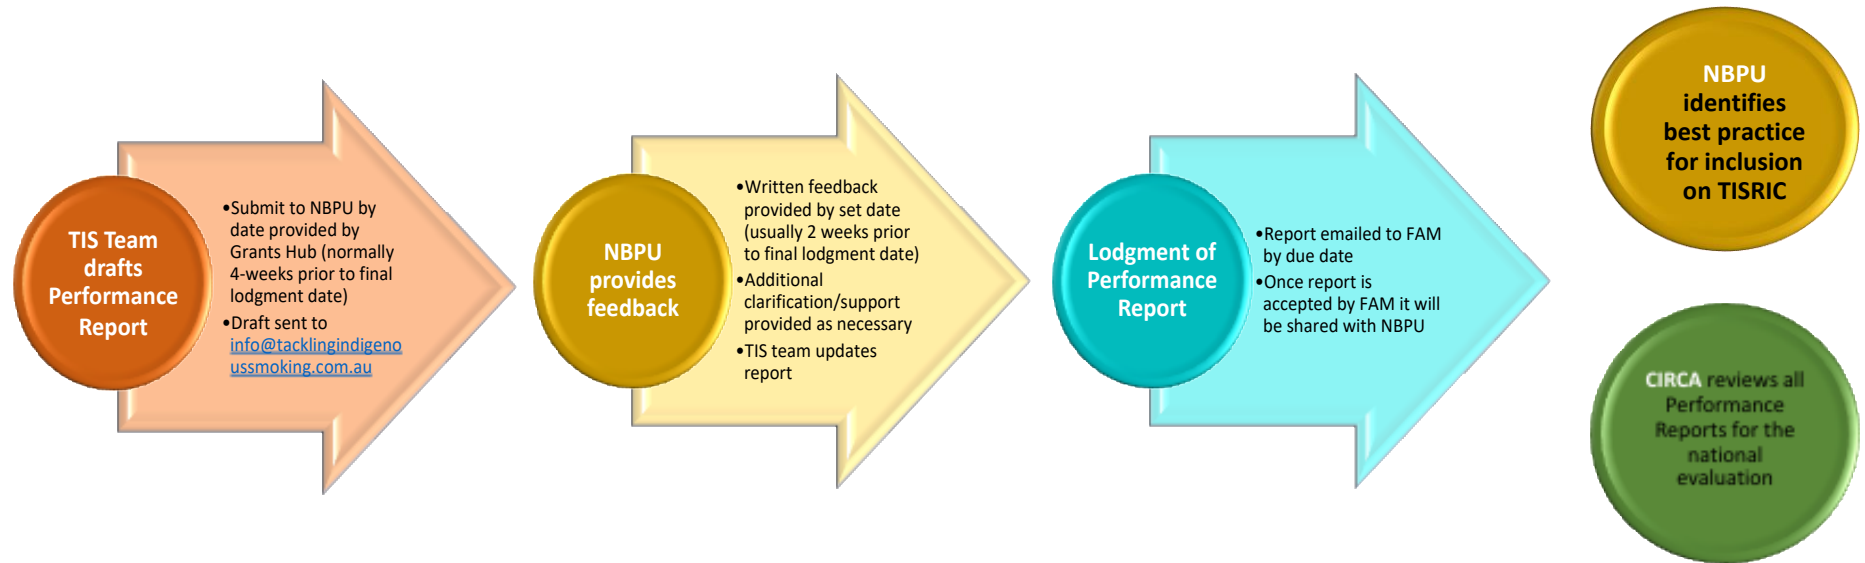 TIS Team
drafts
Performance
Report
•Submit to NBPU by
date provided by
Grants Hub (normally
4-weeks prior to final
lodgment date)
•Draft sent to
info@tacklingindigeno
ussmoking.com.au
NBPU
provides
feedback
•Written feedback
provided by set date
(usually 2 weeks prior
to final lodgment date)
•Additional
clarification/support
provided as necessary
•TIS team updates
report
Lodgment of
Performance
Report
•Report emailed to FAM
by due date
•Once report is
accepted by FAM it will
be shared with NBPU
NBPU
identifies
best practice
for inclusion
on TISRIC
CIRCA reviews all
Performance
Reports for the
national
evaluation